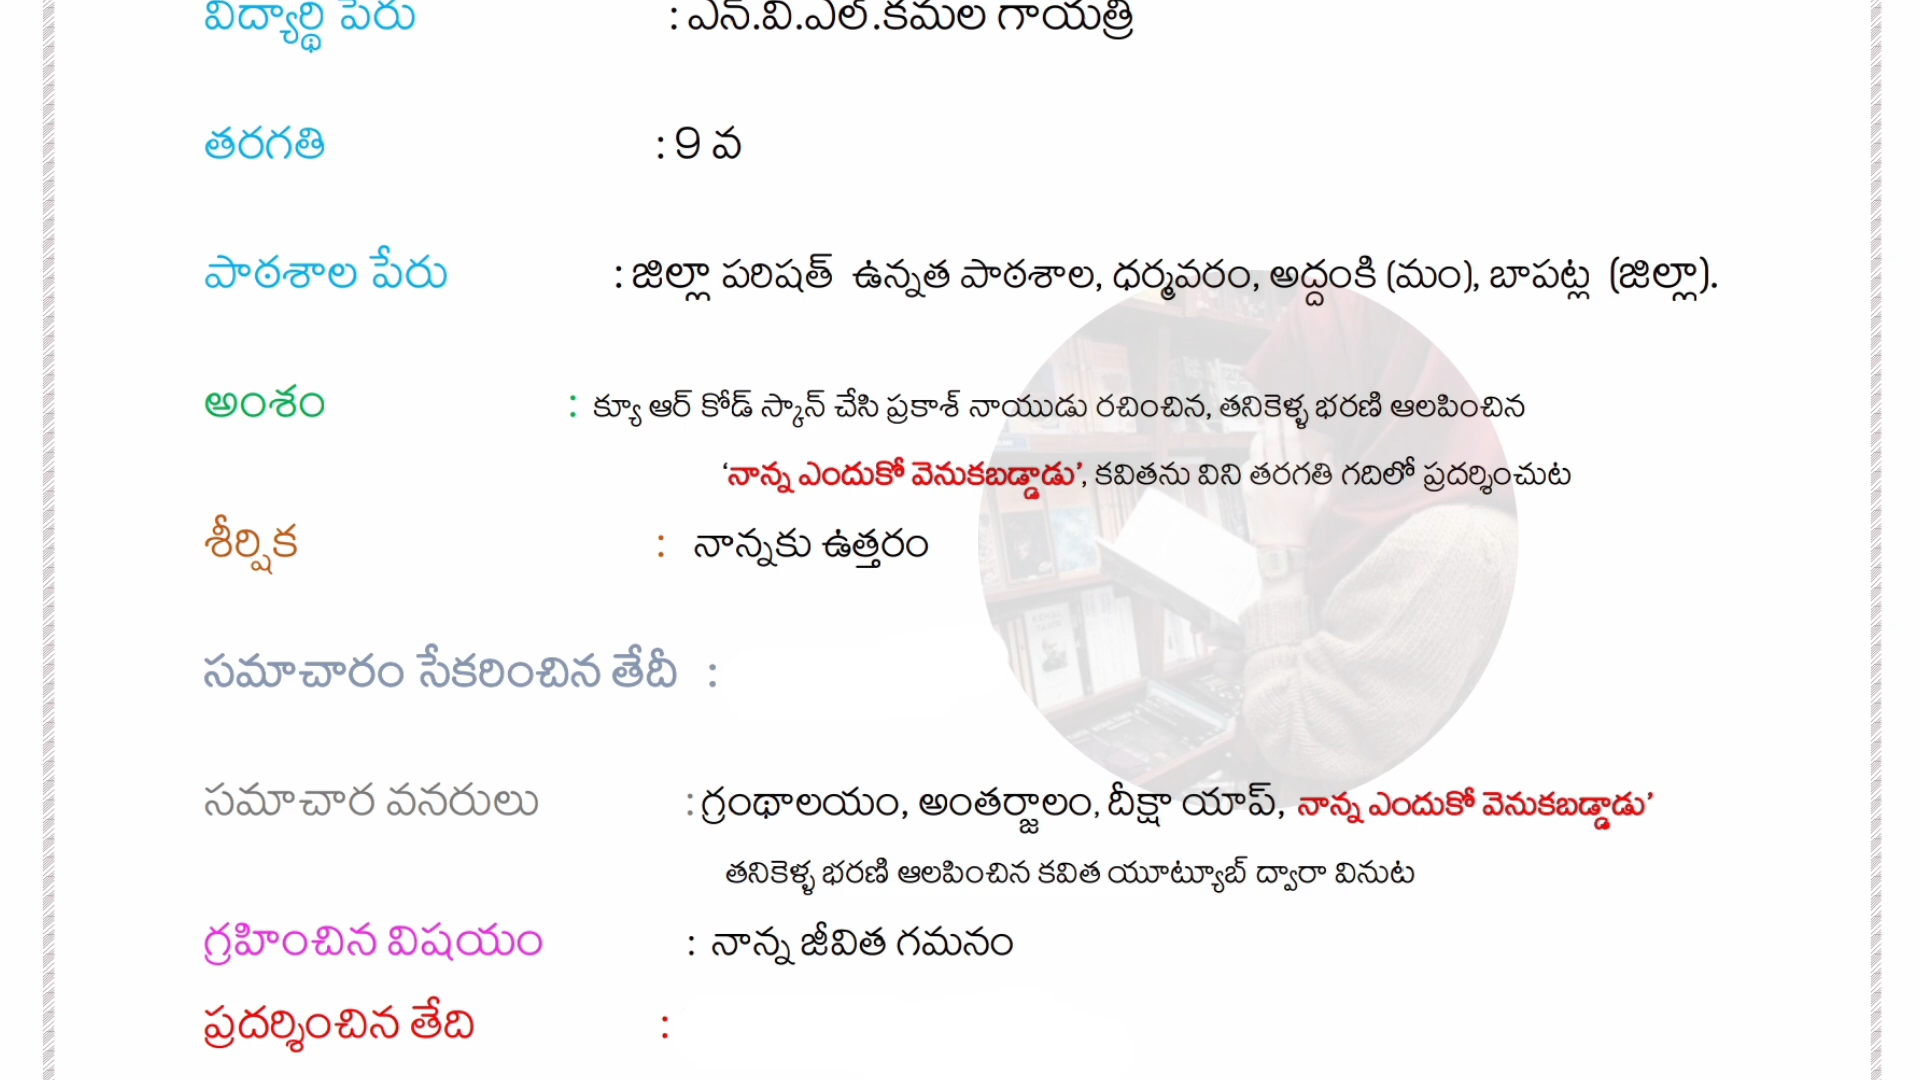 విద్యార్థి పేరు : ఎన్.వి.ఎల్.కమల గాయత్రి
తరగతి : 9 వ
పాఠశాల పేరు : జిల్లా పరిషత్ ఉన్నత పాఠశాల, ధర్మవరం, అద్దంకి (మం), బాపట్ల (జిల్లా).
అంశం : క్యూ ఆర్ కోడ్ స్కాన్ చేసి ప్రకాశ్ నాయుడు రచించిన, తనికెళ్ళ భరణి ఆలపించిన
‘నాన్న ఎందుకో వెనుకబడ్డాడు’, కవితను విని తరగతి గదిలో ప్రదర్శించుట
శీర్షిక : నాన్నకు ఉత్తరం
సమాచారం సేకరించిన తేదీ :
సమాచార వనరులు : గ్రంథాలయం, అంతర్జాలం, దీక్షా యాప్, నాన్న ఎందుకో వెనుకబడ్డాడు’
తనికెళ్ళ భరణి ఆలపించిన కవిత యూట్యూబ్ ద్వారా వినుట
గ్రహించిన విషయం : నాన్న జీవిత గమనం
ప్రదర్శించిన తేది :